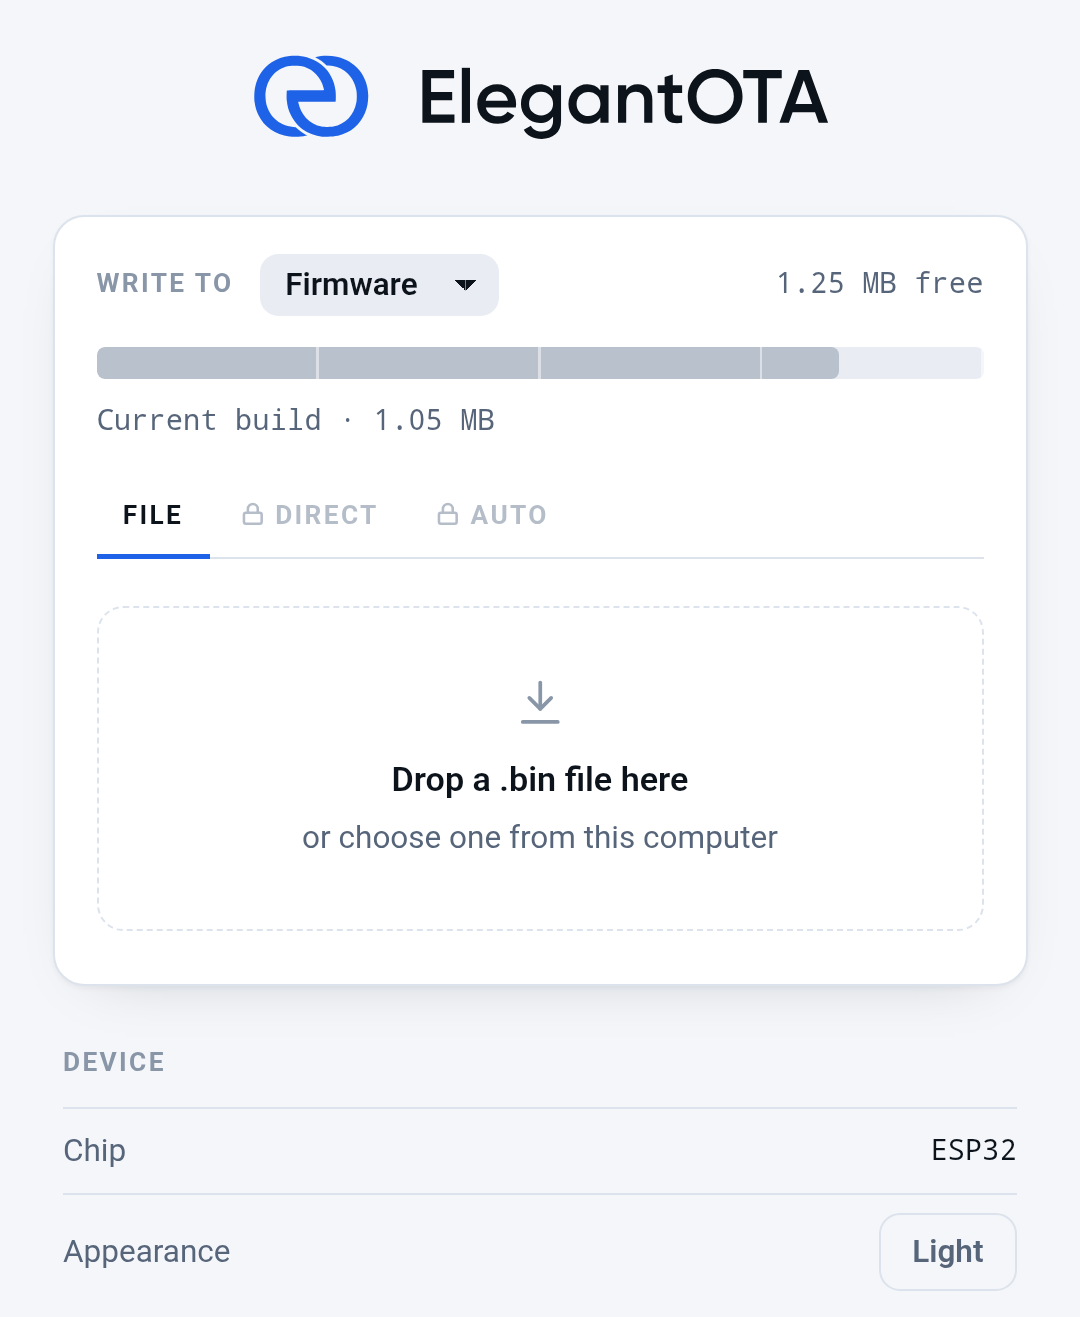 ElegantOTA
WRITE TO Firmware 1.25 MB free
Current build · 1.05 MB
FILE DIRECT AUTO
Drop a .bin file here
or choose one from this computer
DEVICE
Chip ESP32
Appearance Light